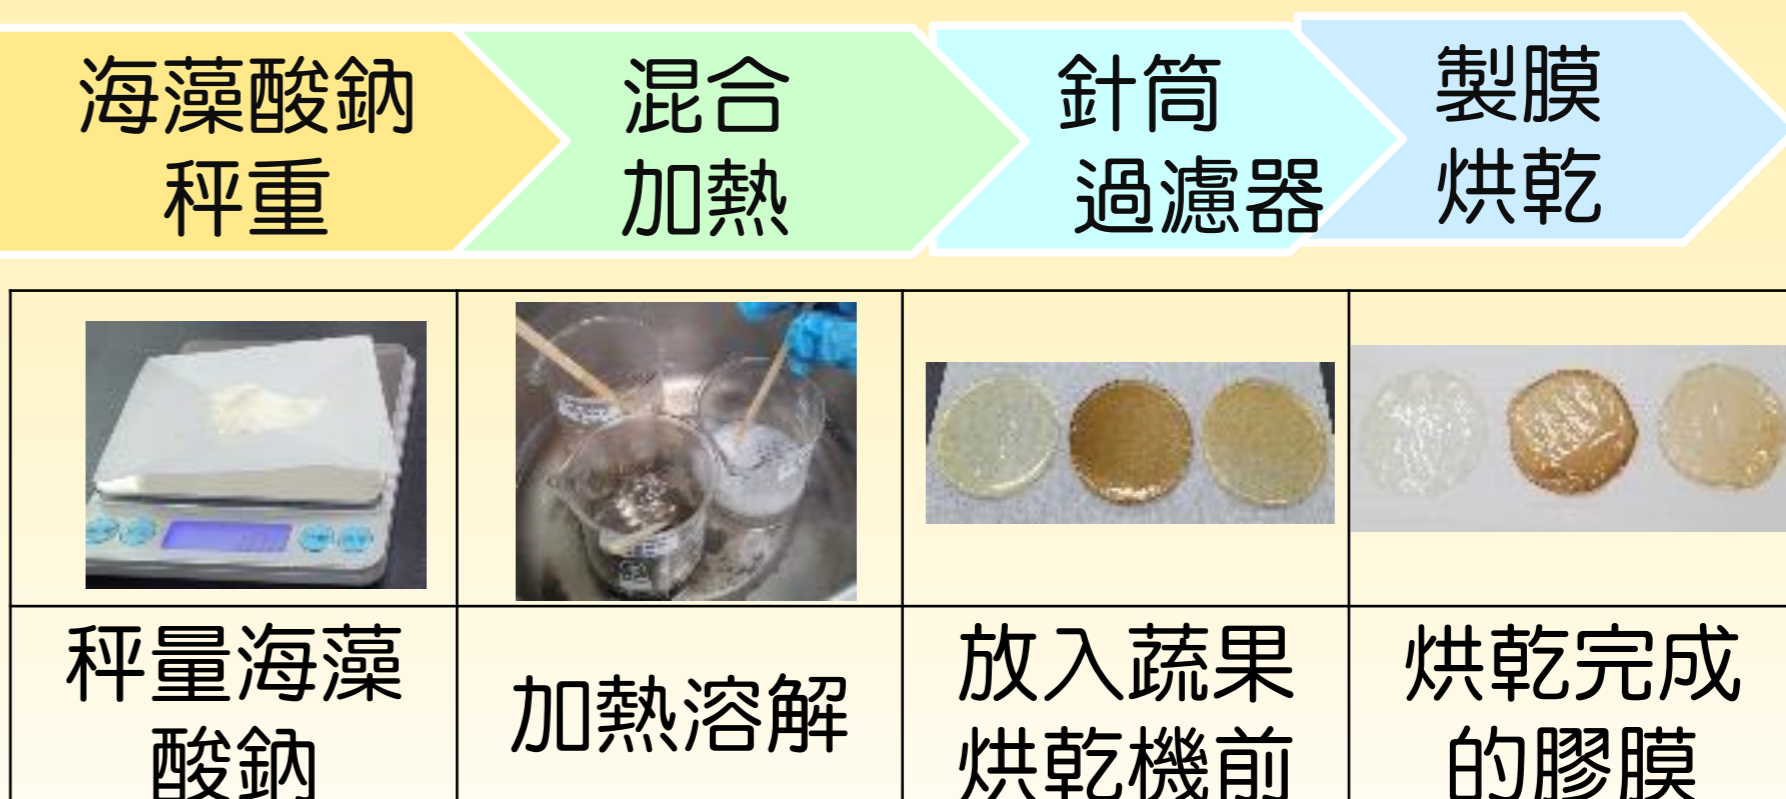 海藻酸鈉
秤重
混合
加熱
針筒
過濾器
製膜
烘乾
秤量海藻
酸鈉
加熱溶解
放入蔬果
烘乾機前
烘乾完成
的膠膜